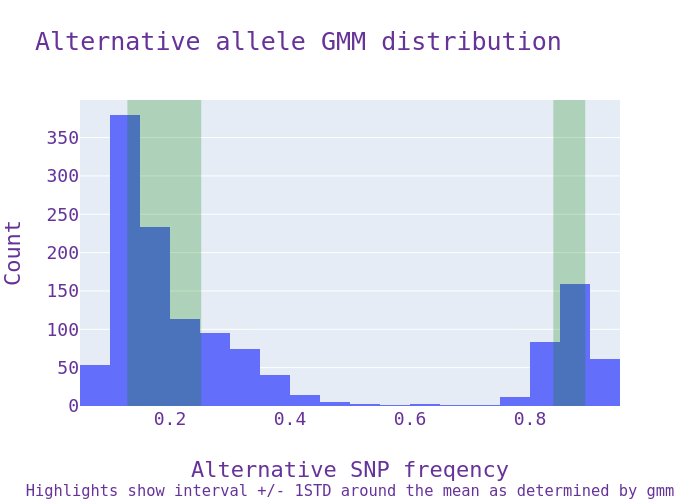 Alternative allele GMM distribution
350
300
250
200
150
100
50
0
Count
0.2 0.4 0.6 0.8
Alternative SNP freqency
Highlights show interval +/- 1STD around the mean as determined by gmm